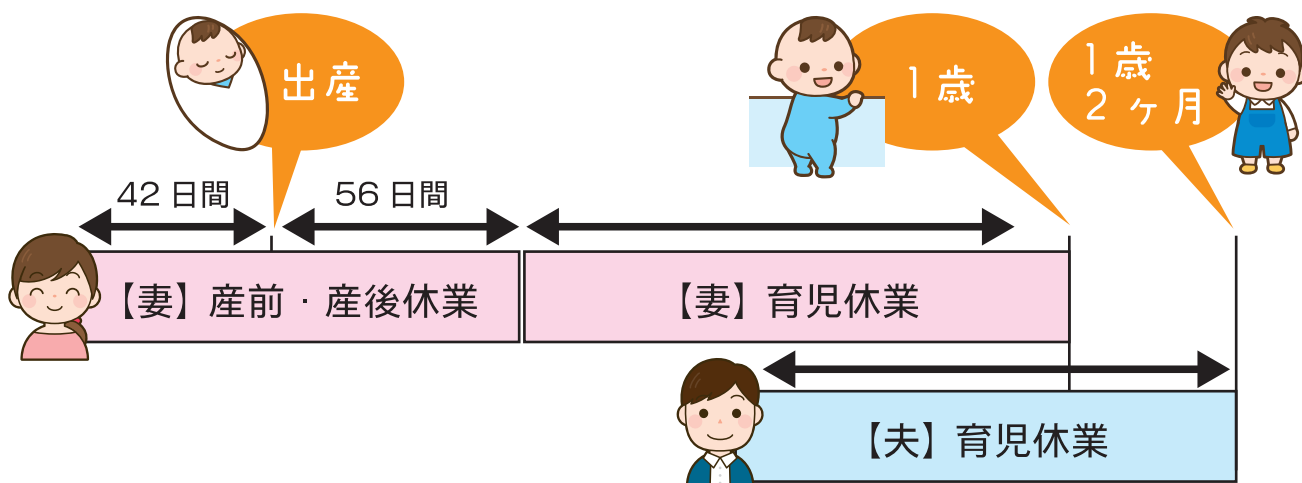 出産
1歳
1歳
2ヶ月
42日間
56日間
【妻】産前・産後休業
【妻】育児休業
【夫】育児休業